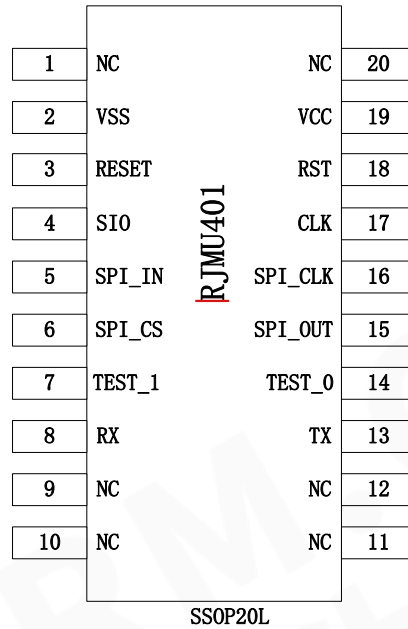 1 NC NC 20
2 VSS VCC 19
3 RESET RST 18
4 SIO CLK 17
5 SPI_IN SPI_CLK 16
6 SPI_CS SPI_OUT 15
7 TEST_1 TEST_0 14
8 RX TX 13
9 NC NC 12
10 NC NC 11
RJMU401
SSOP20L